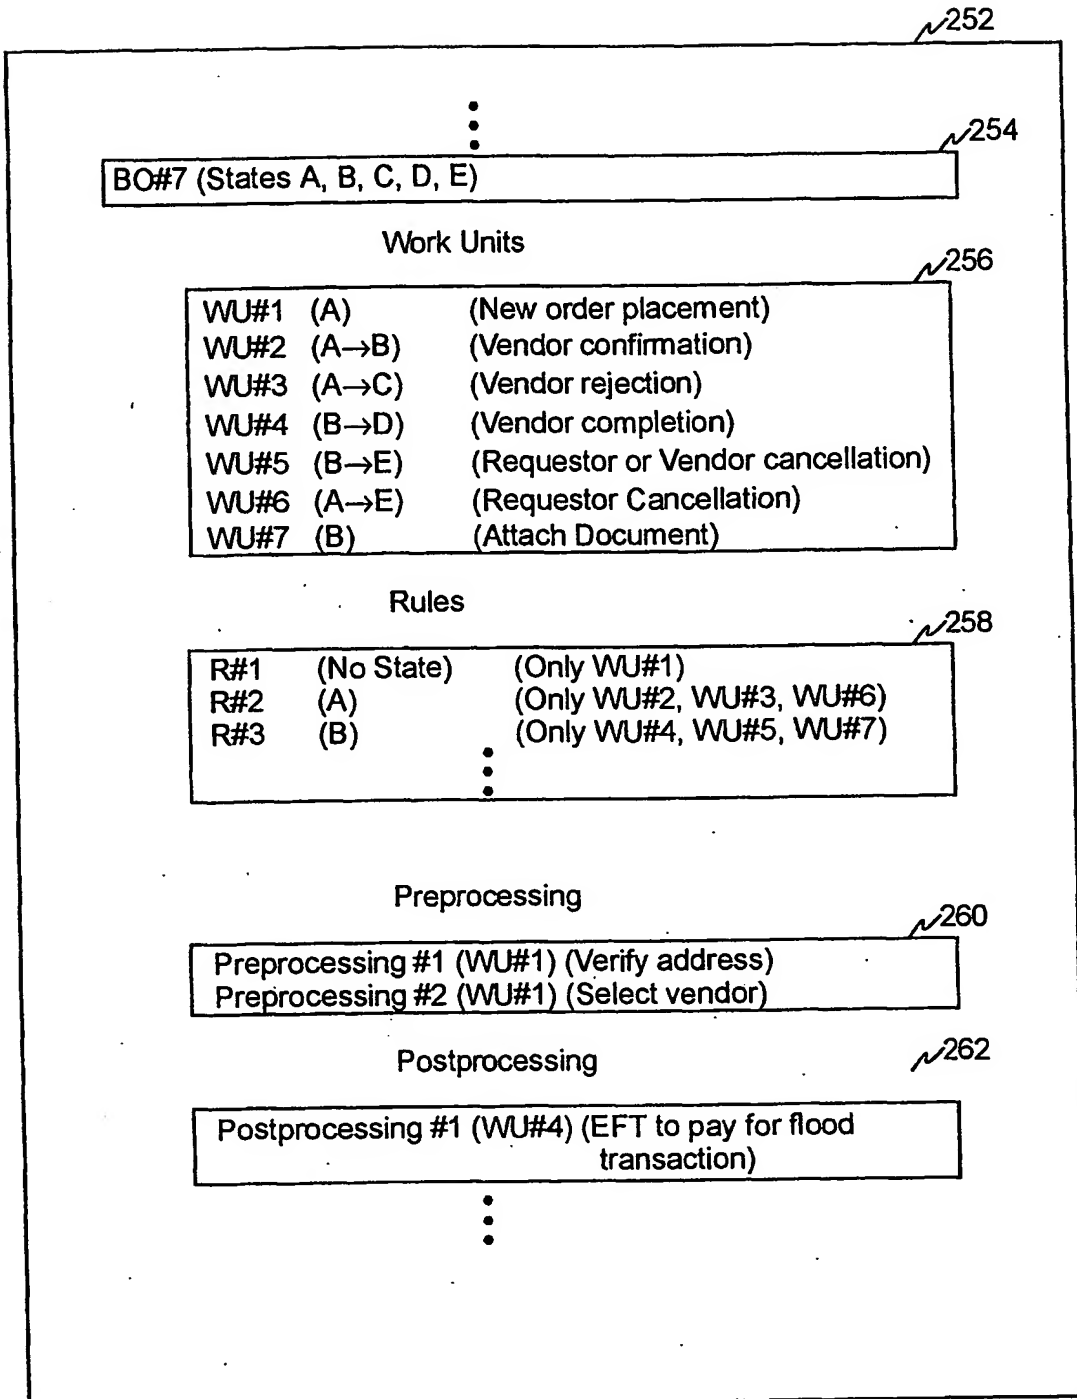 252
254
BO#7 (States A, B, C, D, E)
Work Units
256
WU#1 (A) (New order placement)
WU#2 (A→B) (Vendor confirmation)
WU#3 (A→C) (Vendor rejection)
WU#4 (B→D) (Vendor completion)
WU#5 (B→E) (Requestor or Vendor cancellation)
WU#6 (A→E) (Requestor Cancellation)
WU#7 (B) (Attach Document)
Rules
258
R#1 (No State) (Only WU#1)
R#2 (A) (Only WU#2, WU#3, WU#6)
R#3 (B) (Only WU#4, WU#5, WU#7)
Preprocessing
260
Preprocessing #1 (WU#1) (Verify address)
Preprocessing #2 (WU#1) (Select vendor)
Postprocessing
262
Postprocessing #1 (WU#4) (EFT to pay for flood
transaction)